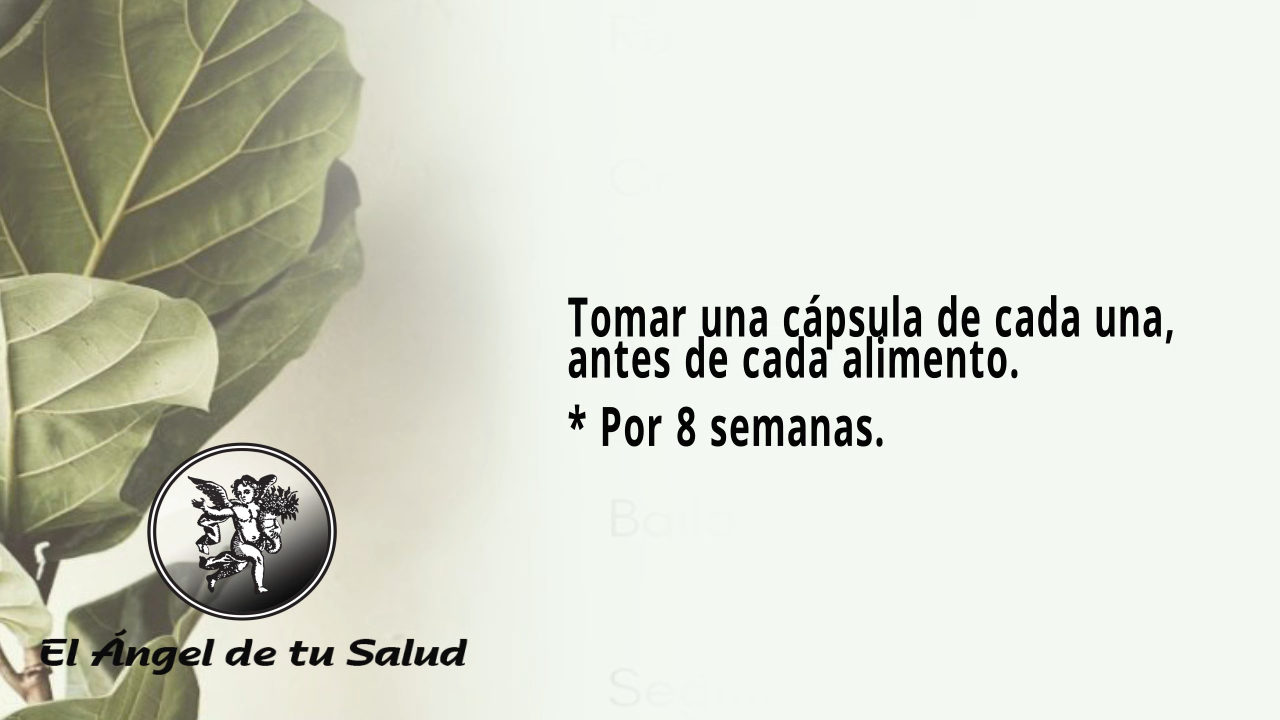 Tomar una cápsula de cada una,
antes de cada alimento.
* Por 8 semanas.
El Ángel de tu Salud